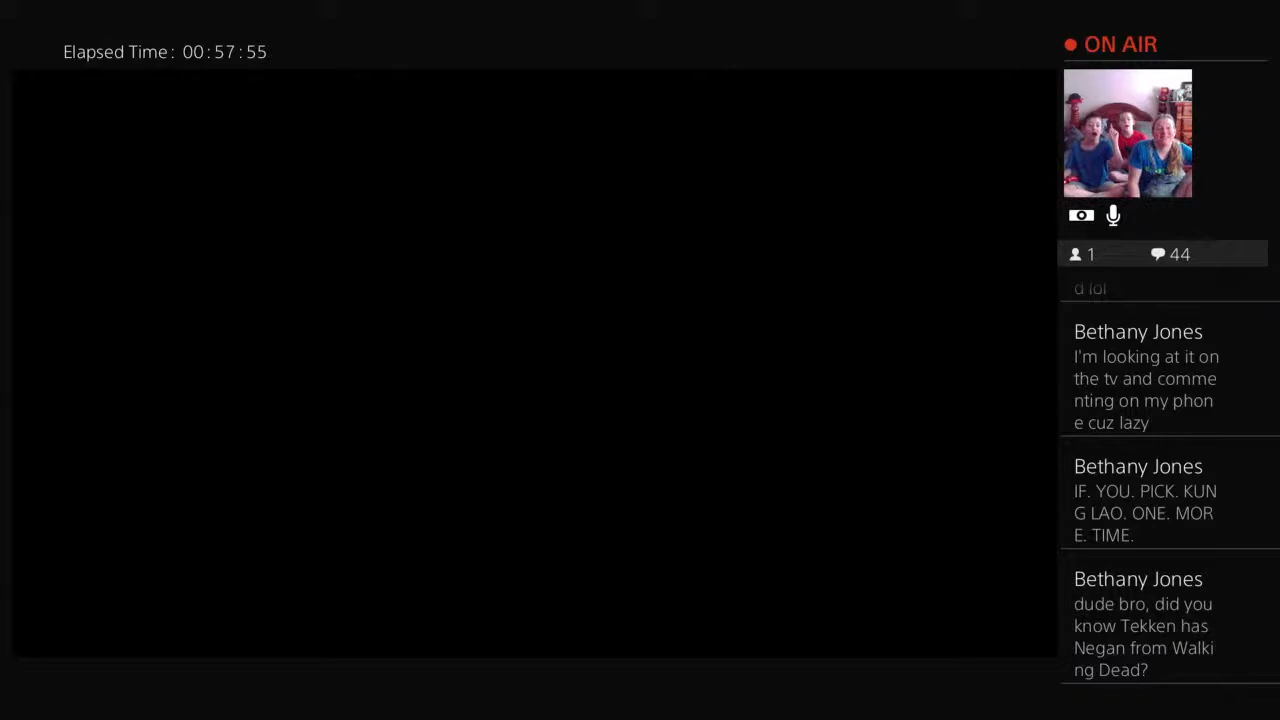 Elapsed Time: 00:57:55
ON AIR
1 44
d lol
Bethany Jones
I'm looking at it on
the tv and comme
nting on my phon
e cuz lazy
Bethany Jones
IF. YOU. PICK. KUN
G LAO. ONE. MOR
E. TIME.
Bethany Jones
dude bro, did you
know Tekken has
Negan from Walki
ng Dead?